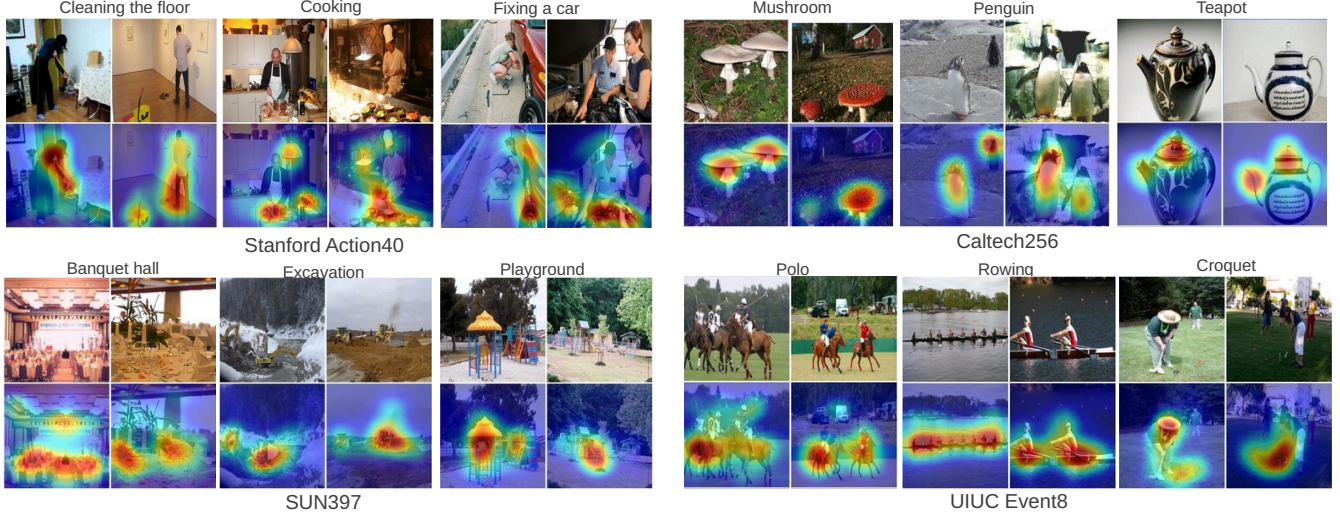 Cleaning the floor
Cooking
Fixing a car
Mushroom
Penguin
Teapot
Stanford Action40
Caltech256
Banquet hall
Excavation
Playground
Polo
Rowing
Croquet
SUN397
UIUC Event8